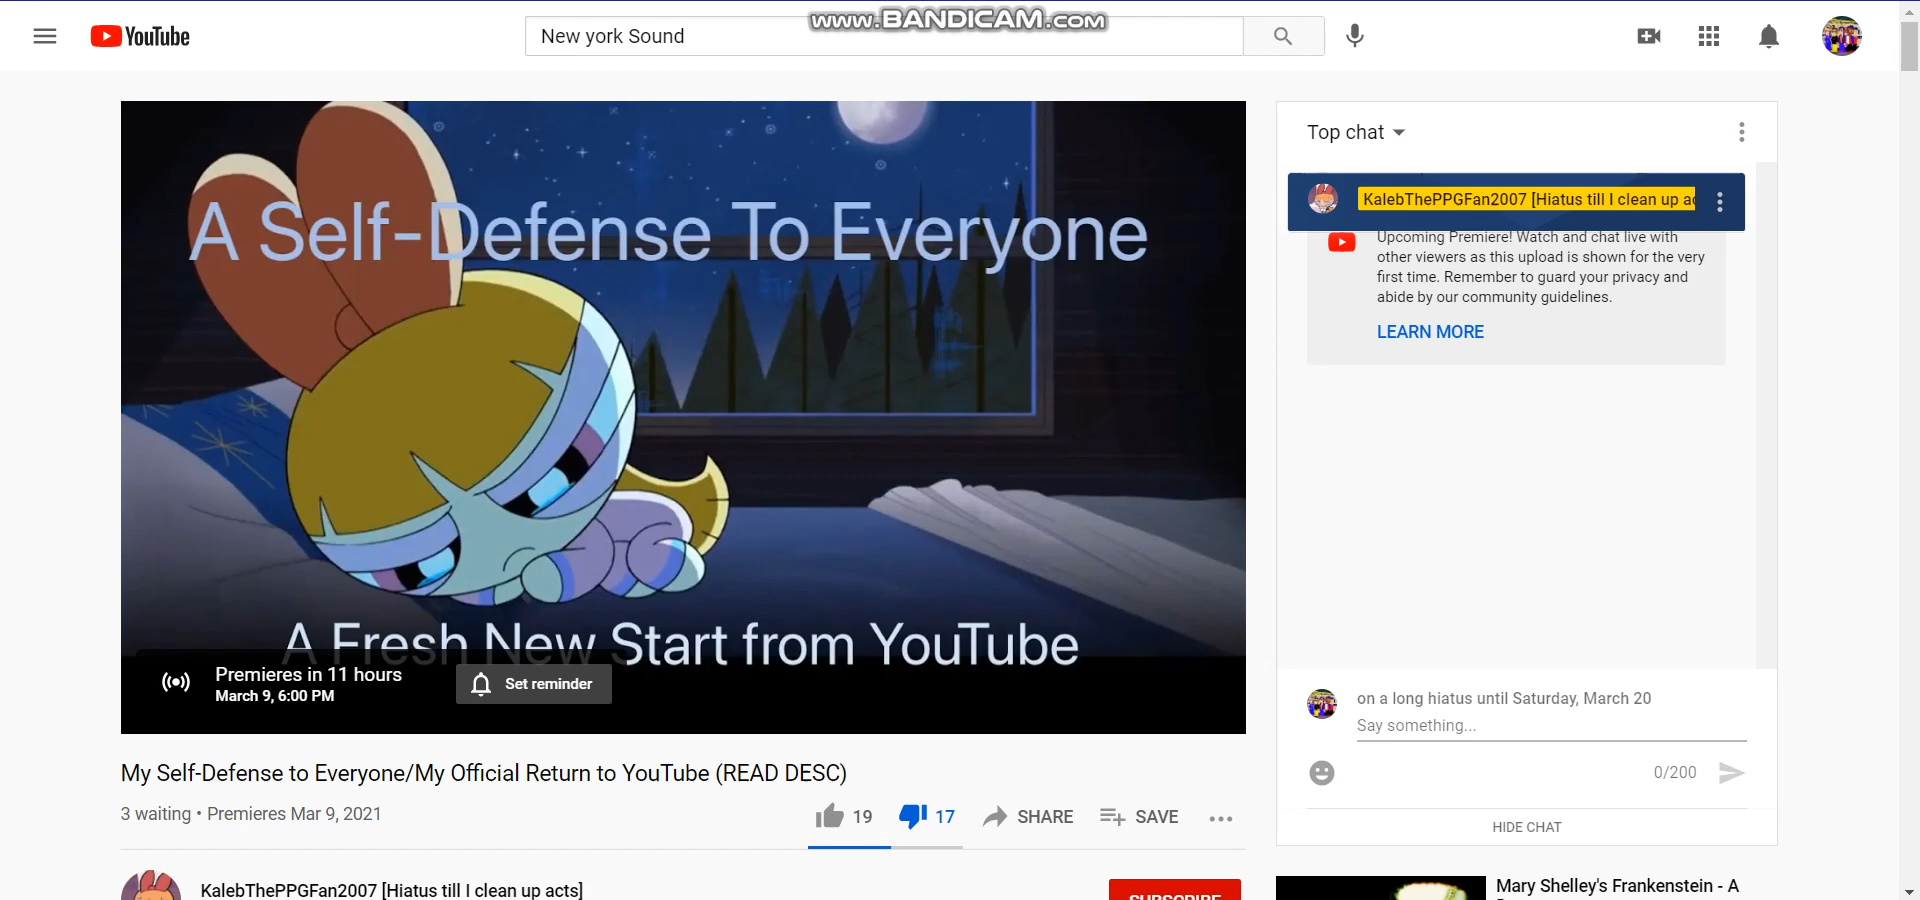 www.BANDICAM.com
YouTube
New york Sound
A Self-Defense To Everyone
A Fresh New Start from YouTube
Premieres in 11 hours
March 9, 6:00 PM
Set reminder
My Self-Defense to Everyone/My Official Return to YouTube (READ DESC)
3 waiting • Premieres Mar 9, 2021
19
17
SHARE
SAVE
KalebThePPGFan2007 [Hiatus till I clean up acts]
SUBSCRIBE
Top chat
KalebThePPGFan2007 [Hiatus till I clean up ac
Upcoming Premiere! Watch and chat live with
other viewers as this upload is shown for the very
first time. Remember to guard your privacy and
abide by our community guidelines.
LEARN MORE
on a long hiatus until Saturday, March 20
Say something...
0/200
HIDE CHAT
Mary Shelley's Frankenstein - A